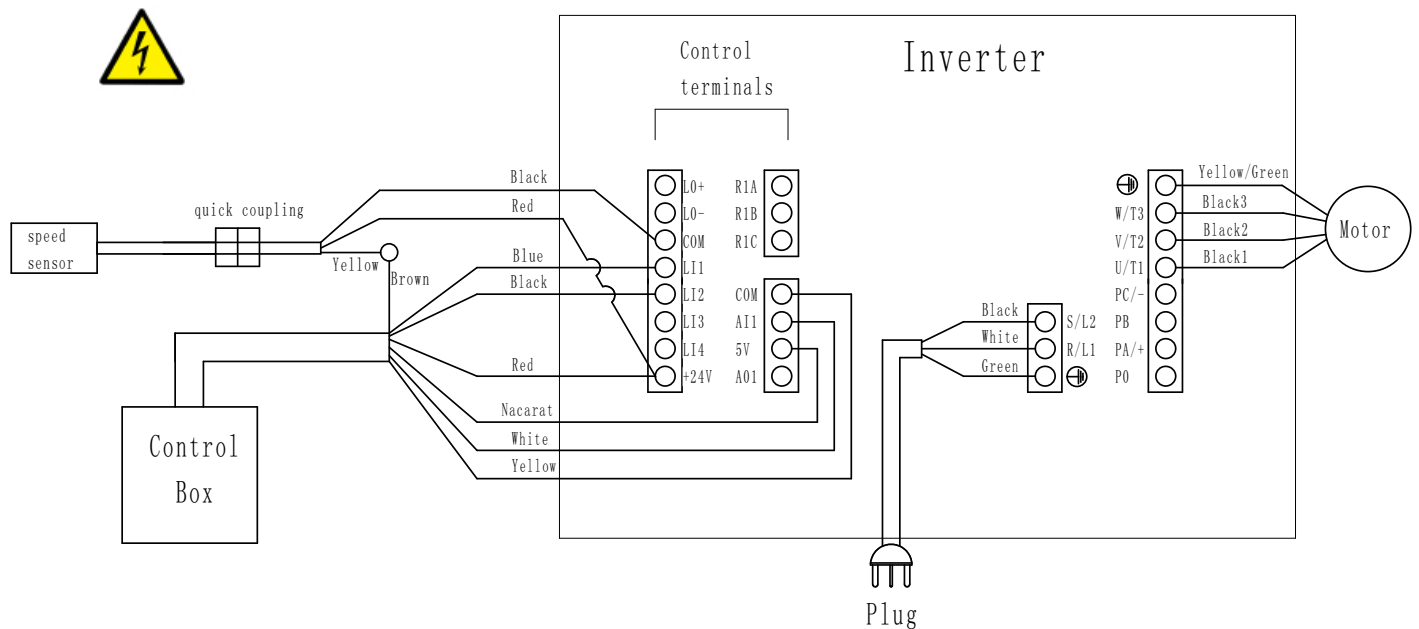 Control
terminals
Inverter
Black
Red
quick coupling
speed
sensor
Yellow
Brown
Blue
Black
Red
Nacarat
White
Yellow
Control
Box
LO+
LO-
COM
LI1
LI2
LI3
LI4
+24V
R1A
R1B
R1C
COM
AI1
5V
AO1
Black
White
Green
S/L2
R/L1
W/T3
V/T2
U/T1
PC/-
PB
PA/+
PO
Yellow/Green
Black3
Black2
Black1
Motor
Plug